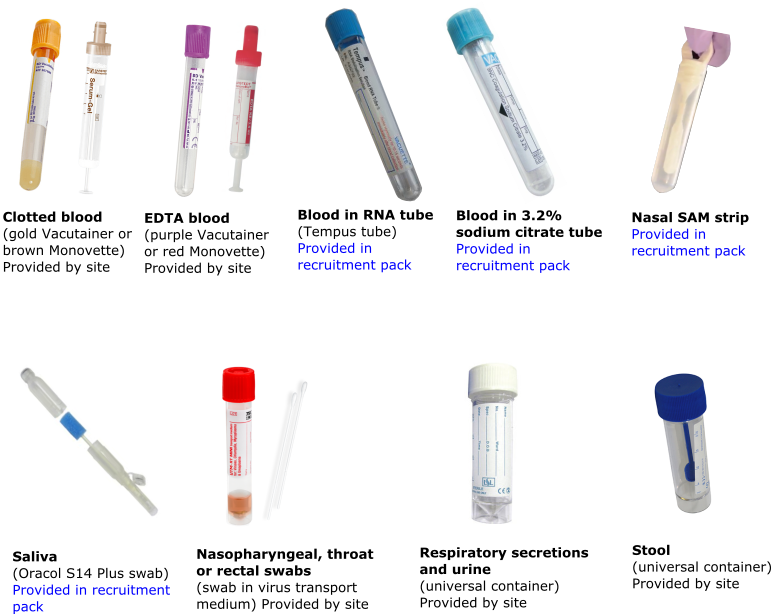 Clotted blood
(gold Vacutainer or
brown Monovette)
Provided by site
EDTA blood
(purple Vacutainer
or red Monovette)
Provided by site
Blood in RNA tube
(Tempus tube)
Provided in
recruitment pack
Blood in 3.2%
sodium citrate tube
Provided in
recruitment pack
Nasal SAM strip
Provided in
recruitment pack
Serum-Gel
Tempus
Saliva
(Oracol S14 Plus swab)
Provided in recruitment
pack
Nasopharyngeal, throat
or rectal swabs
(swab in virus transport
medium) Provided by site
Respiratory secretions
and urine
(universal container)
Provided by site
Stool
(universal container)
Provided by site